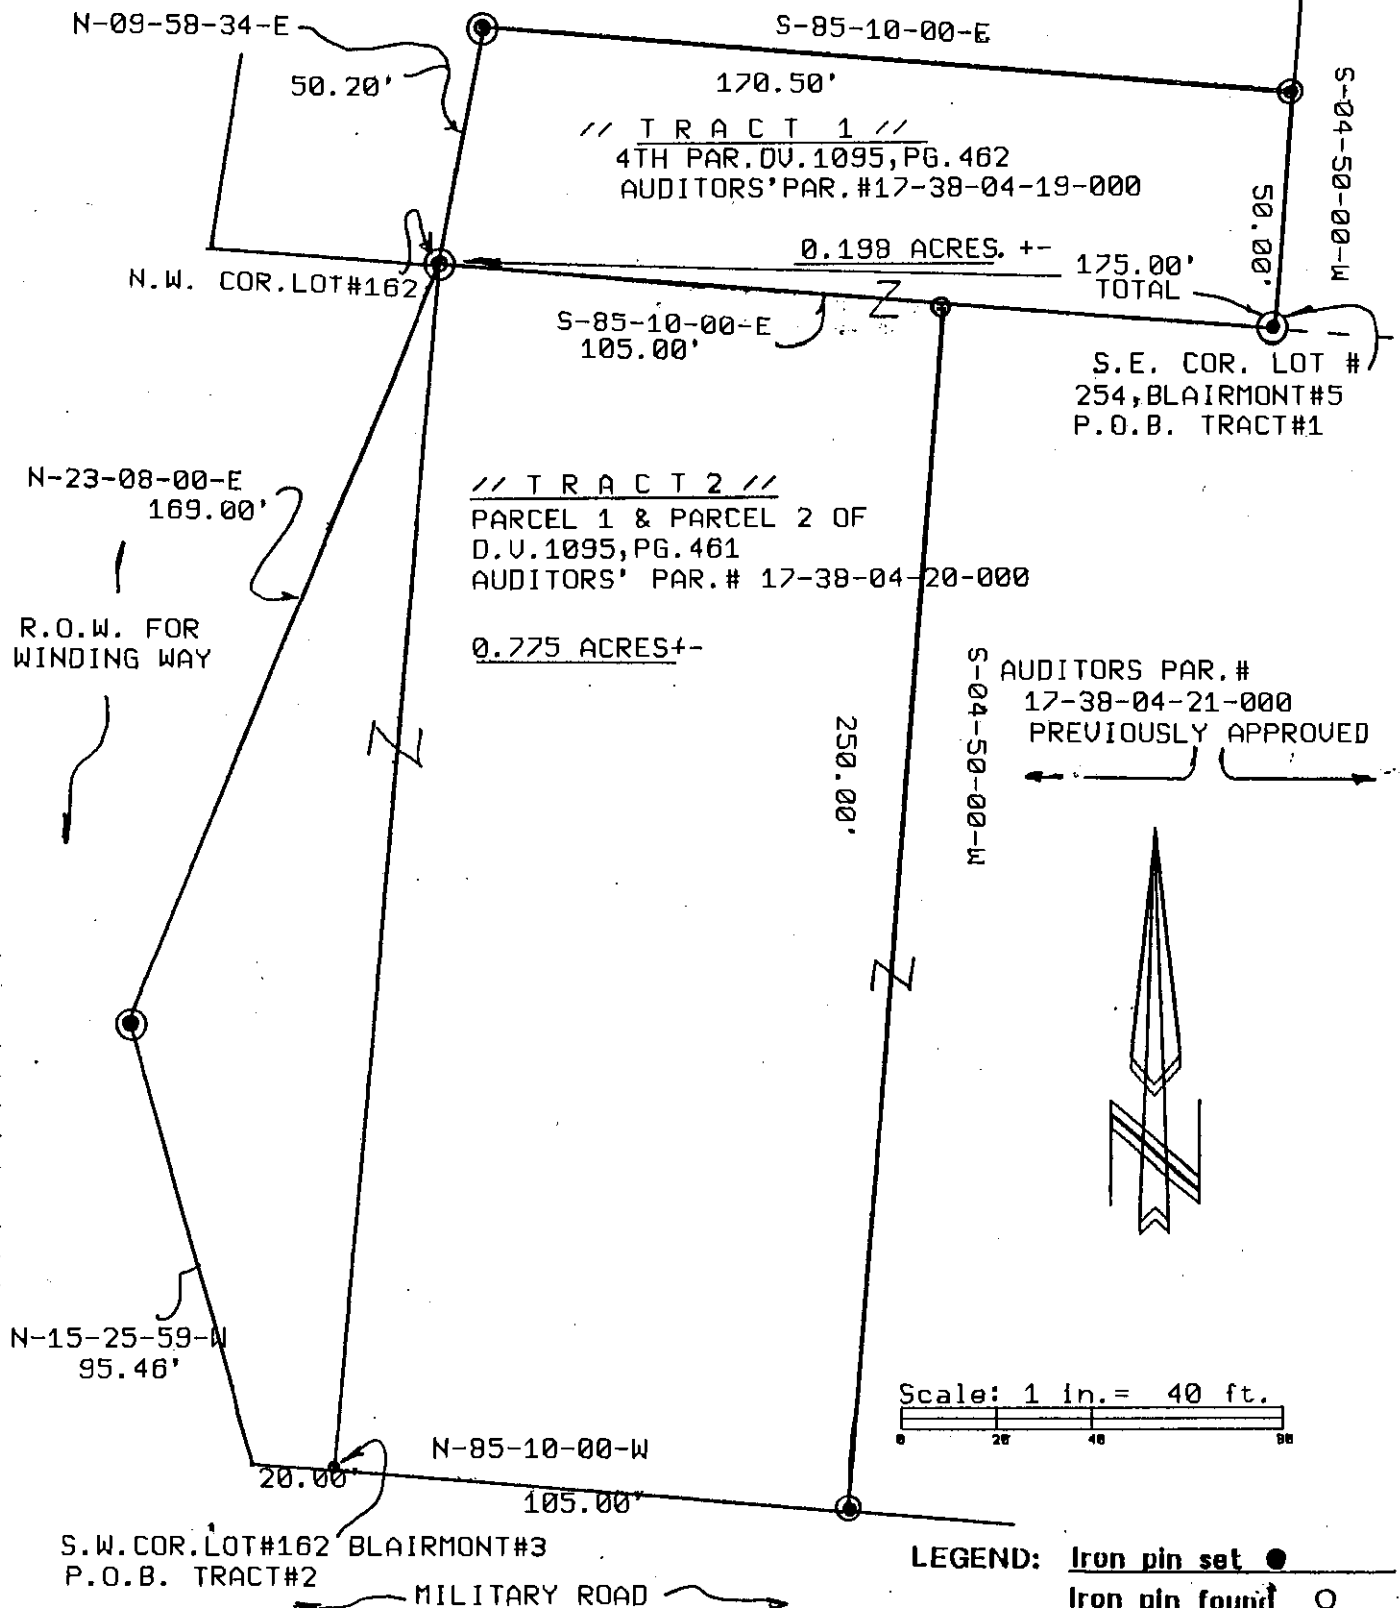 N-09-58-34-E
S-85-10-00-E
50.20'
170.50'
S-04-50-00-W
50.00'
// T R A C T 1 //
4TH PAR.DV.1095,PG.462
AUDITORS'PAR.#17-38-04-19-000
0.198 ACRES. +-
175.00'
TOTAL
N.W. COR.LOT#162
S-85-10-00-E
105.00'
Z
S.E. COR. LOT #
254,BLAIRMONT#5
P.O.B. TRACT#1
N-23-08-00-E
169.00'
// T R A C T 2 //
PARCEL 1 & PARCEL 2 OF
D.V.1095,PG.461
AUDITORS' PAR.# 17-38-04-20-000
0.775 ACRES+-
R.O.W. FOR
WINDING WAY
S-04-50-00-W
250.00'
AUDITORS PAR.#
17-38-04-21-000
PREVIOUSLY APPROVED
Z
Z
N
N-15-25-59-W
95.46'
Scale: 1 in.= 40 ft.
0 20 40 80
N-85-10-00-W
20.00'
105.00'
S.W.COR.LOT#162 BLAIRMONT#3
P.O.B. TRACT#2
MILITARY ROAD
LEGEND: Iron pin set ●
Iron pin found O